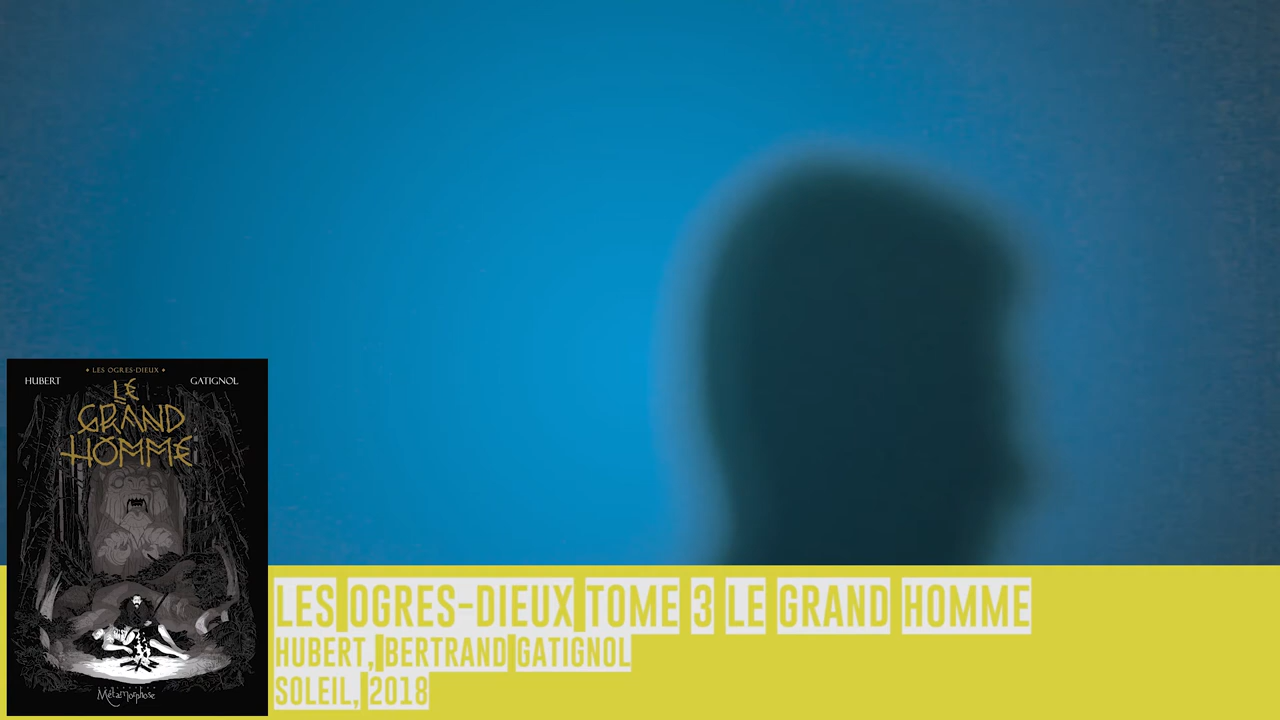 LES OGRES-DIEUX
HUBERT
GATIGNOL
LE
GRAND
HOMME
Métamorphose
LES OGRES-DIEUX TOME 3 LE GRAND HOMME
HUBERT, BERTRAND GATIGNOL
SOLEIL, 2018